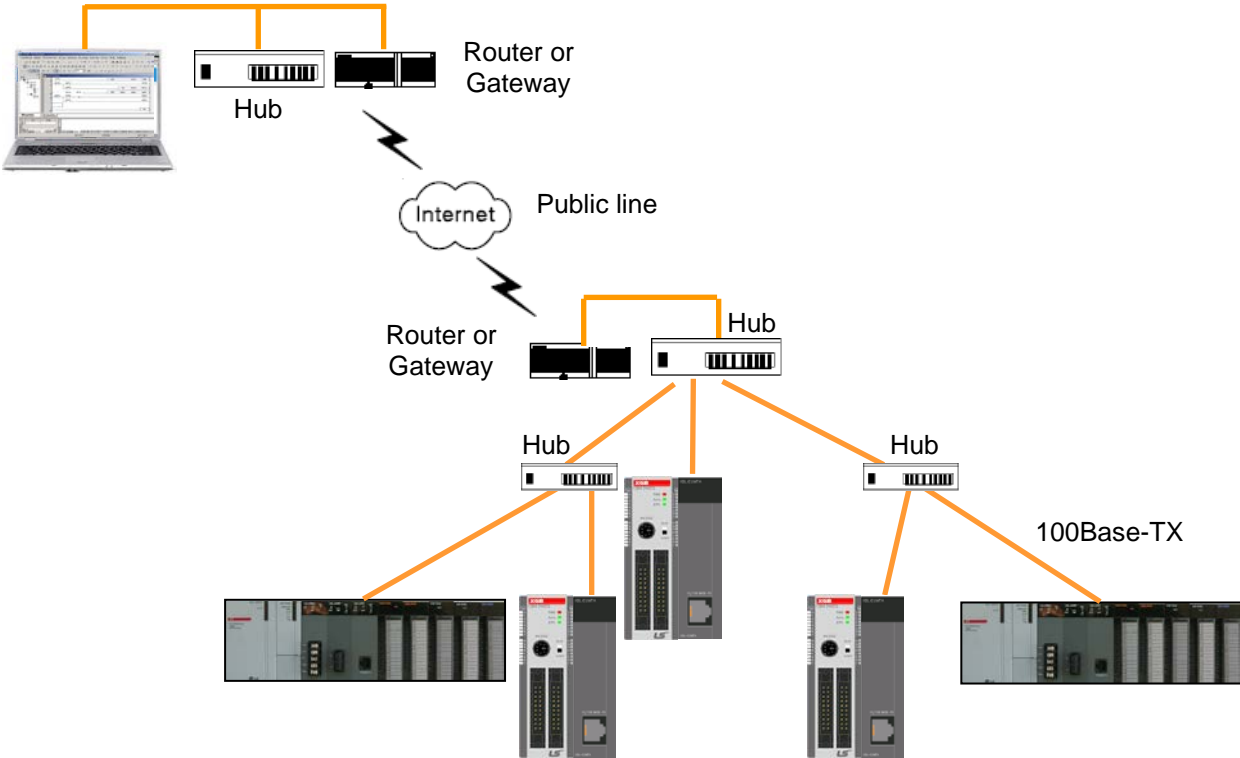 Router or
Gateway
Hub
Internet
Public line
Router or
Gateway
Hub
Hub
Hub
100Base-TX